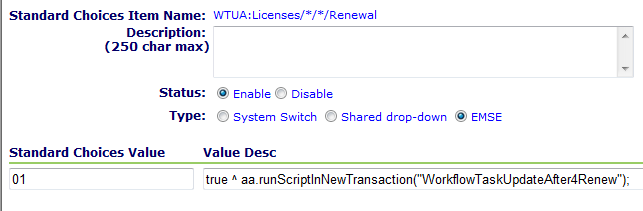 Standard Choices Item Name: WTUA:Licenses/*/*/Renewal
Description:
(250 char max)
Status: Enable Disable
Type: System Switch Shared drop-down EMSE
Standard Choices Value Value Desc
01 true ^ aa.runScriptInNewTransaction("WorkflowTaskUpdateAfter4Renew");